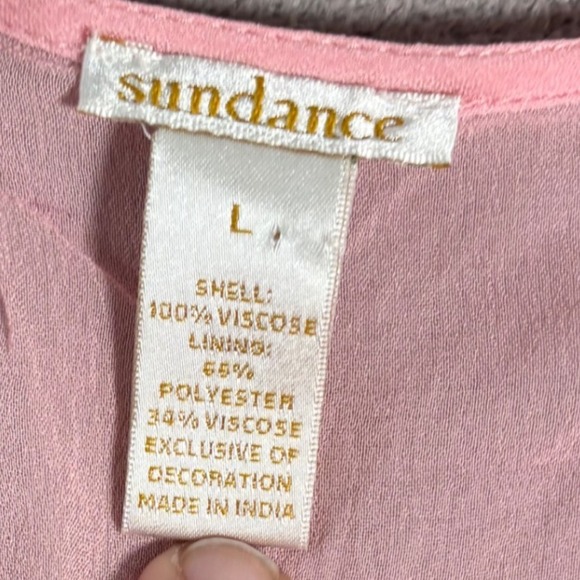 sundance
L
SHELL:
100% VISCOSE
LINING:
66%
POLYESTER
34% VISCOSE
EXCLUSIVE OF
DECORATION
MADE IN INDIA